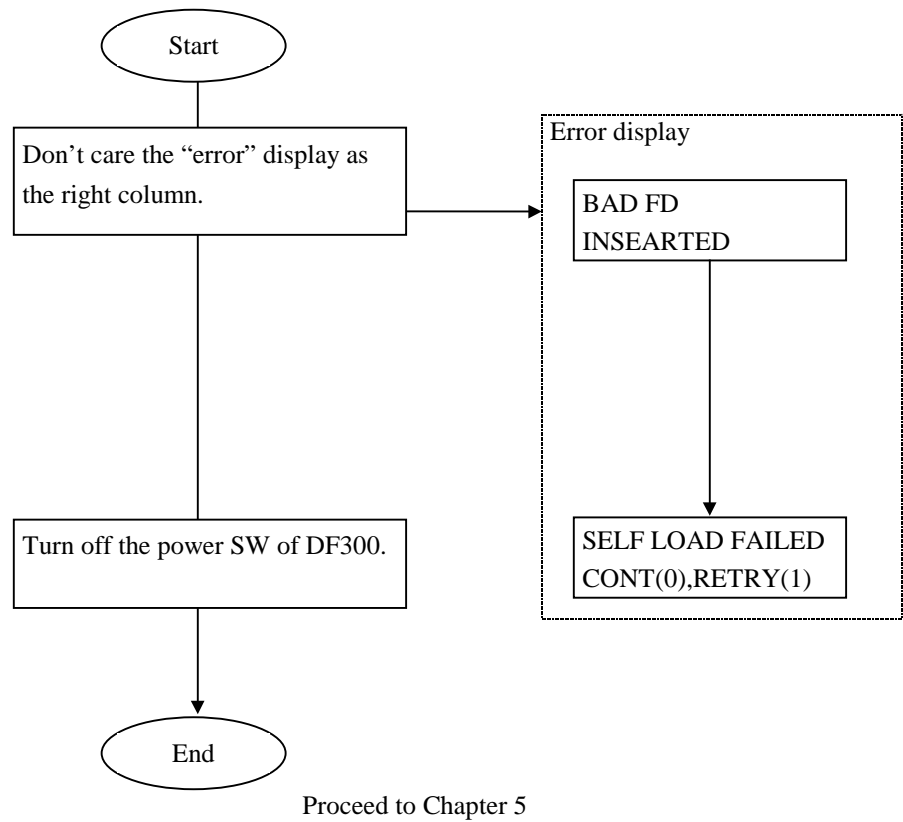 Start
Don’t care the “error” display as
the right column.
Error display
BAD FD
INSEARTED
SELF LOAD FAILED
CONT(0),RETRY(1)
Turn off the power SW of DF300.
End
Proceed to Chapter 5